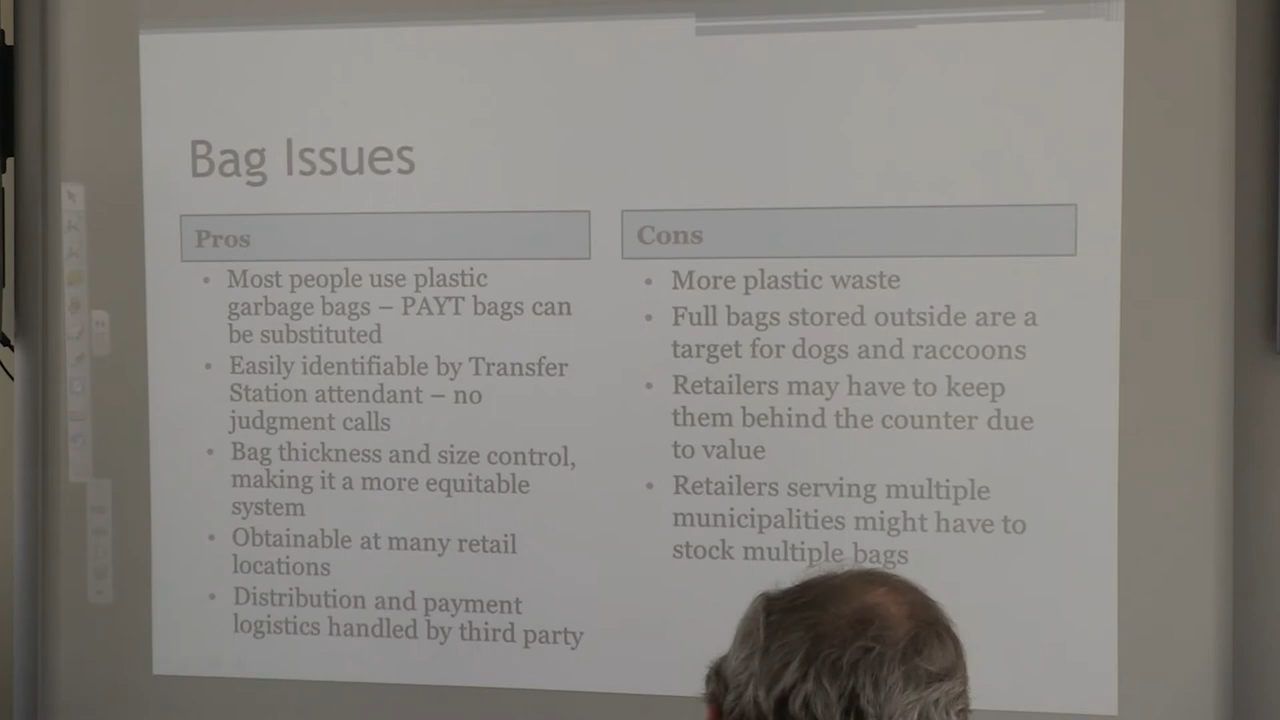 Bag Issues
Pros
• Most people use plastic
garbage bags – PAYT bags can
be substituted
• Easily identifiable by Transfer
Station attendant – no
judgment calls
• Bag thickness and size control,
making it a more equitable
system
• Obtainable at many retail
locations
• Distribution and payment
logistics handled by third party
Cons
• More plastic waste
• Full bags stored outside are a
target for dogs and raccoons
• Retailers may have to keep
them behind the counter due
to value
• Retailers serving multiple
municipalities might have to
stock multiple bags